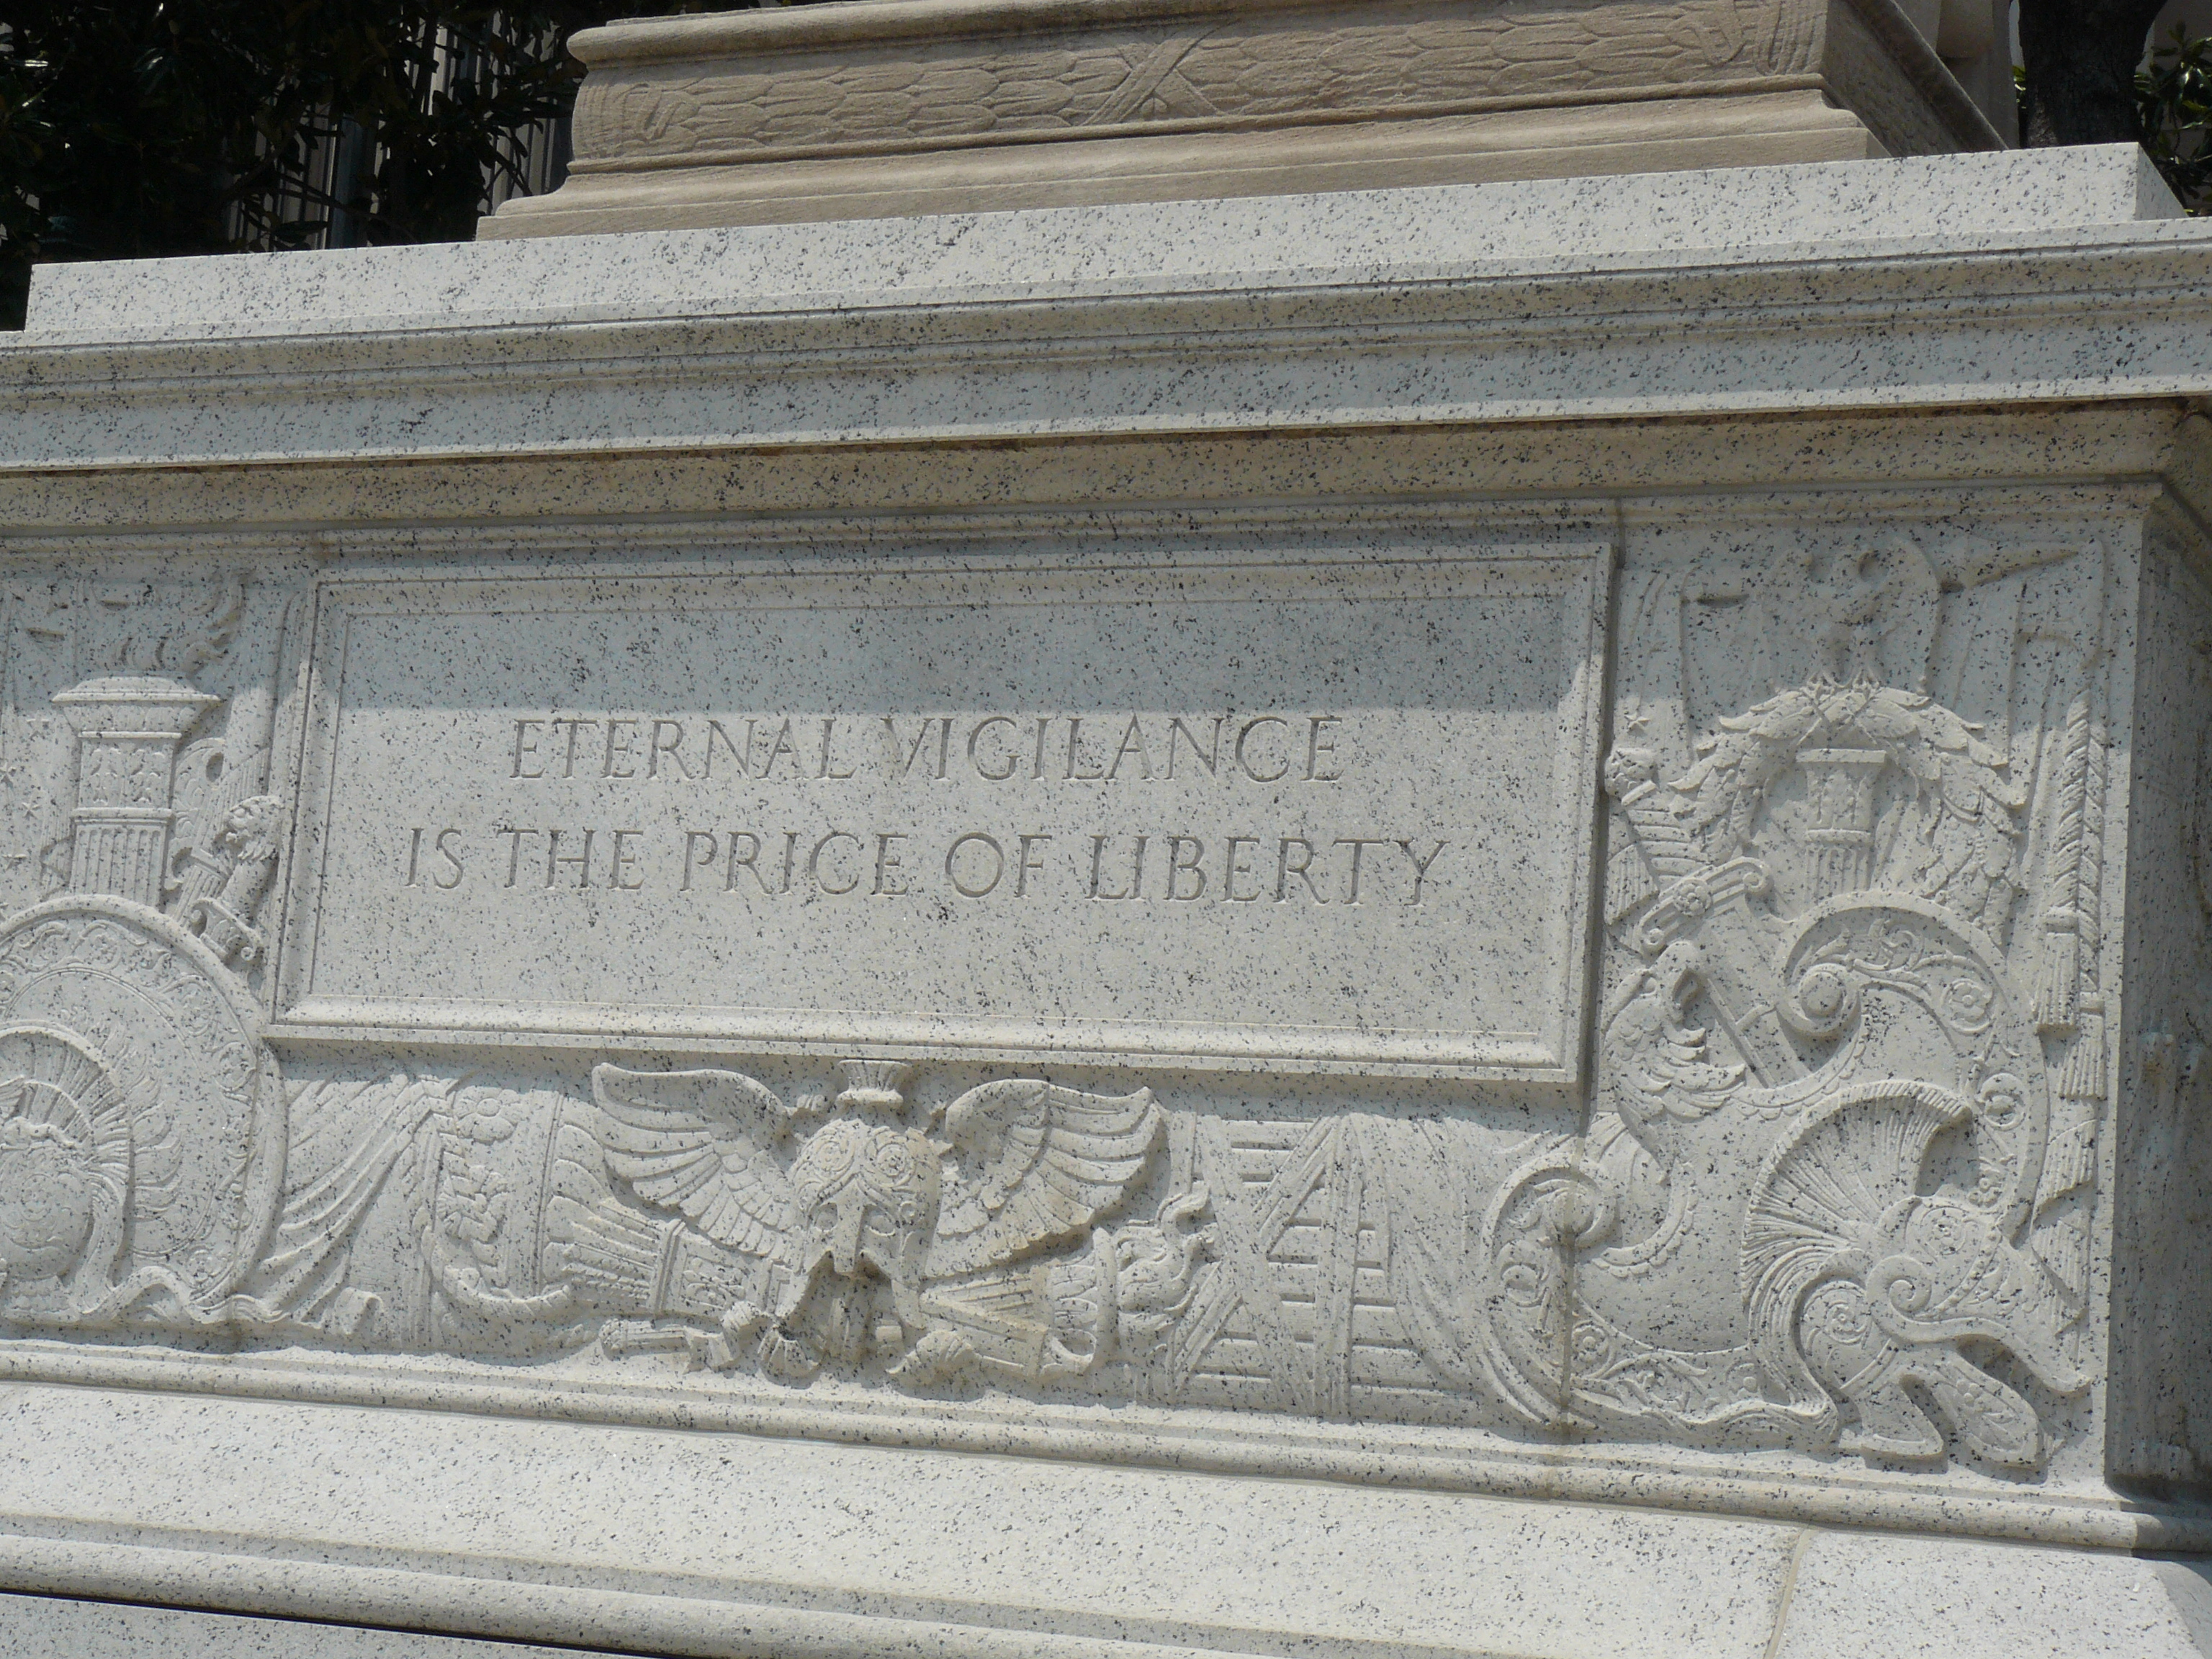 ETERNAL VIGILANCE
IS THE PRICE OF LIBERTY